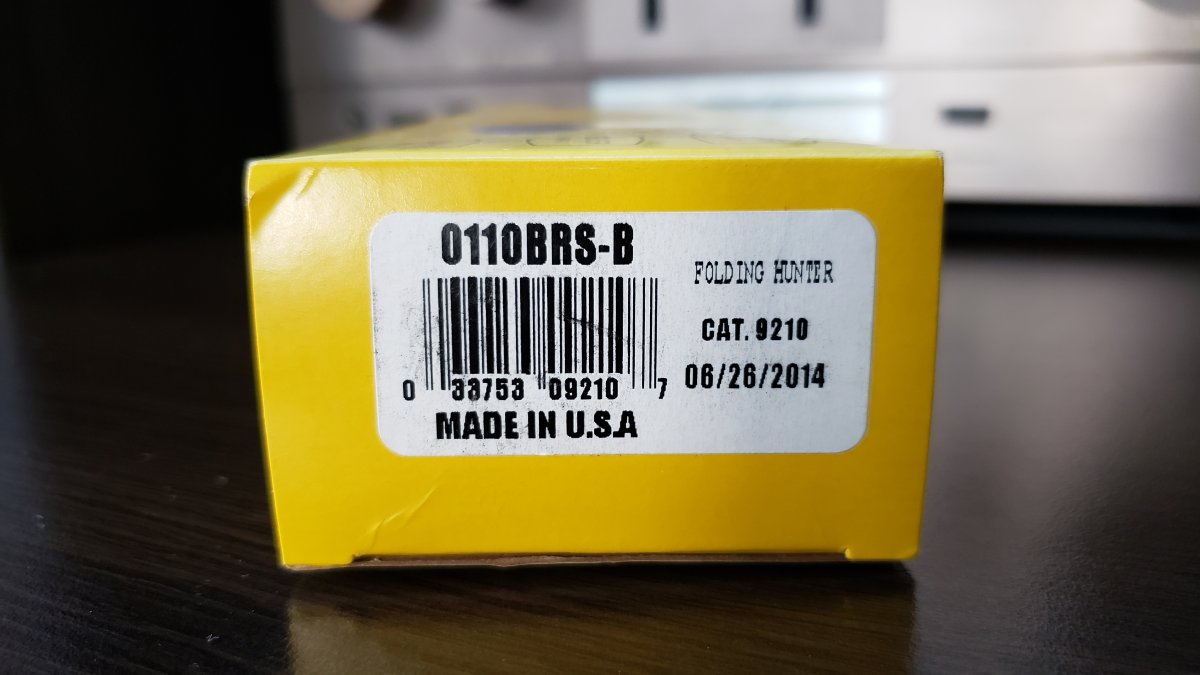 0110BRS-B
0 33753 09210 7
MADE IN U.S.A
FOLDING HUNTER
CAT. 9210
06/26/2014